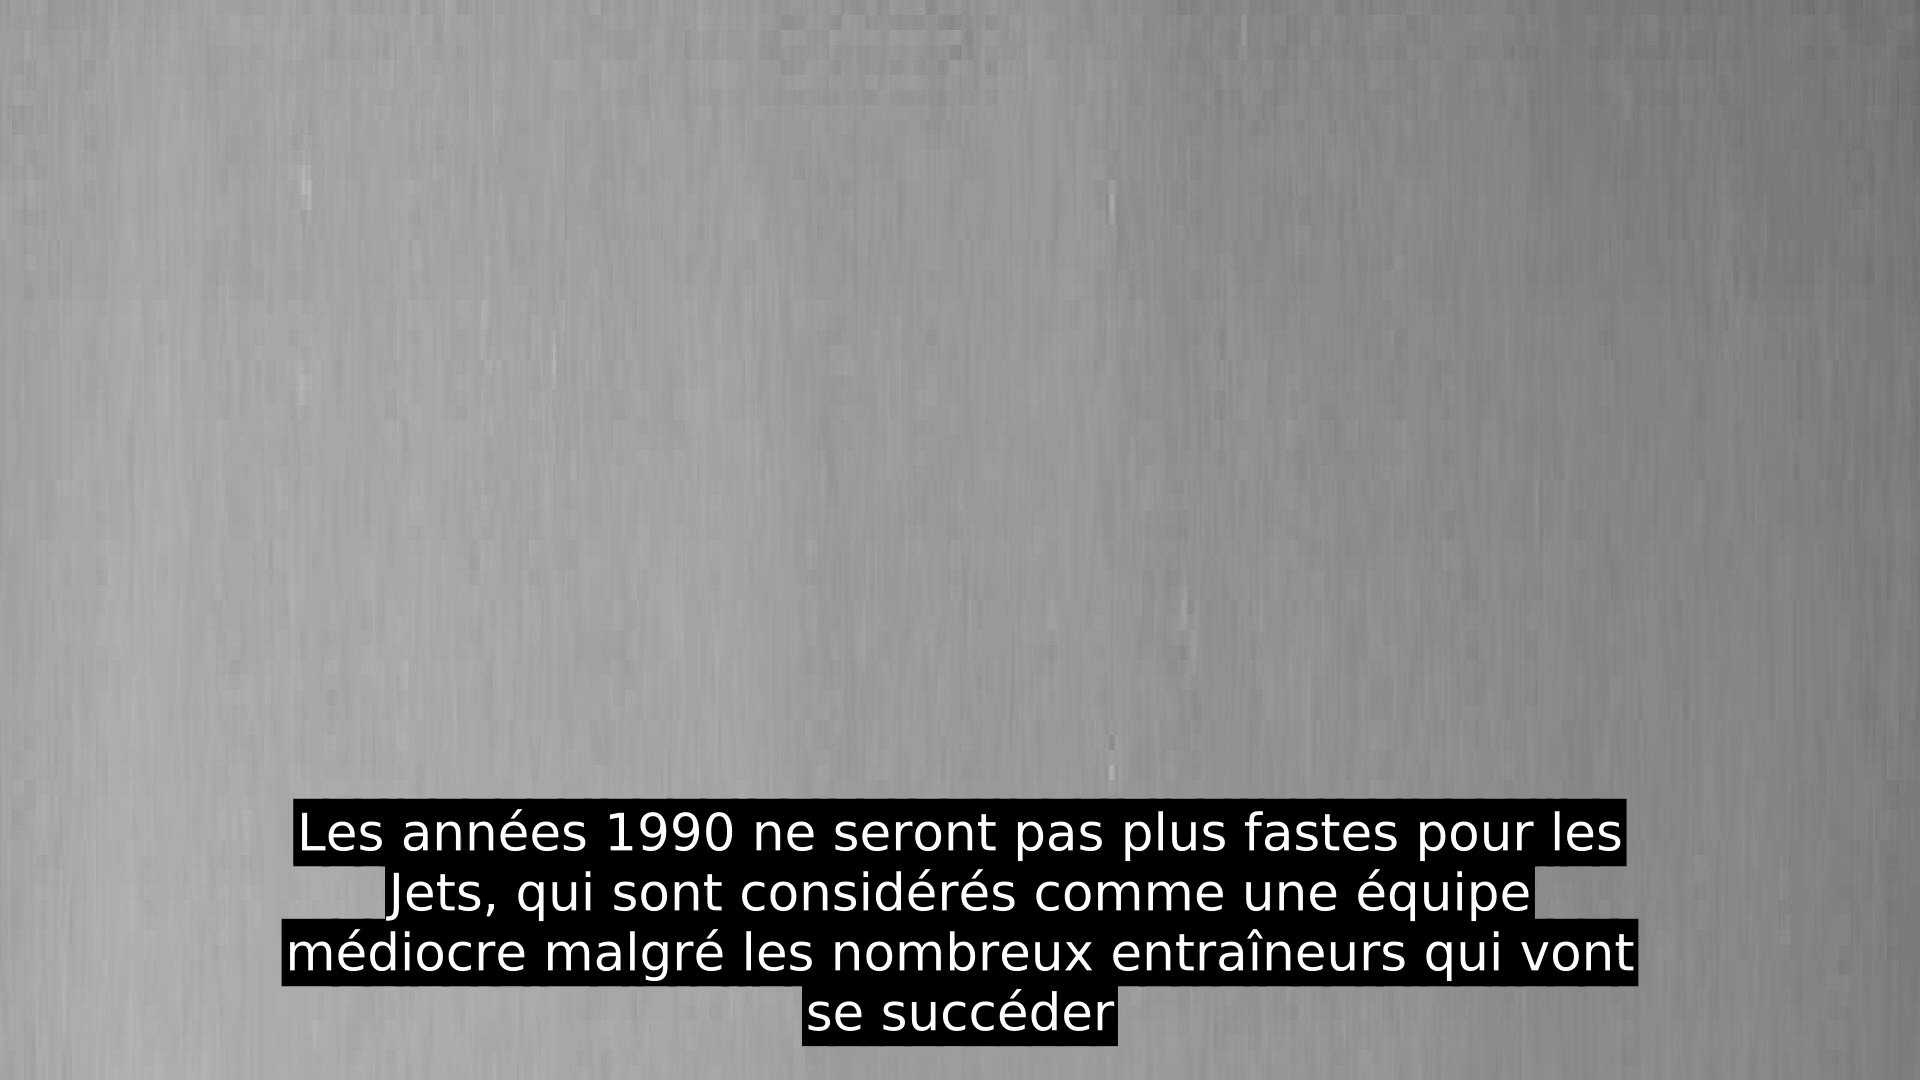 Les années 1990 ne seront pas plus fastes pour les
Jets, qui sont considérés comme une équipe
médiocre malgré les nombreux entraîneurs qui vont
se succéder